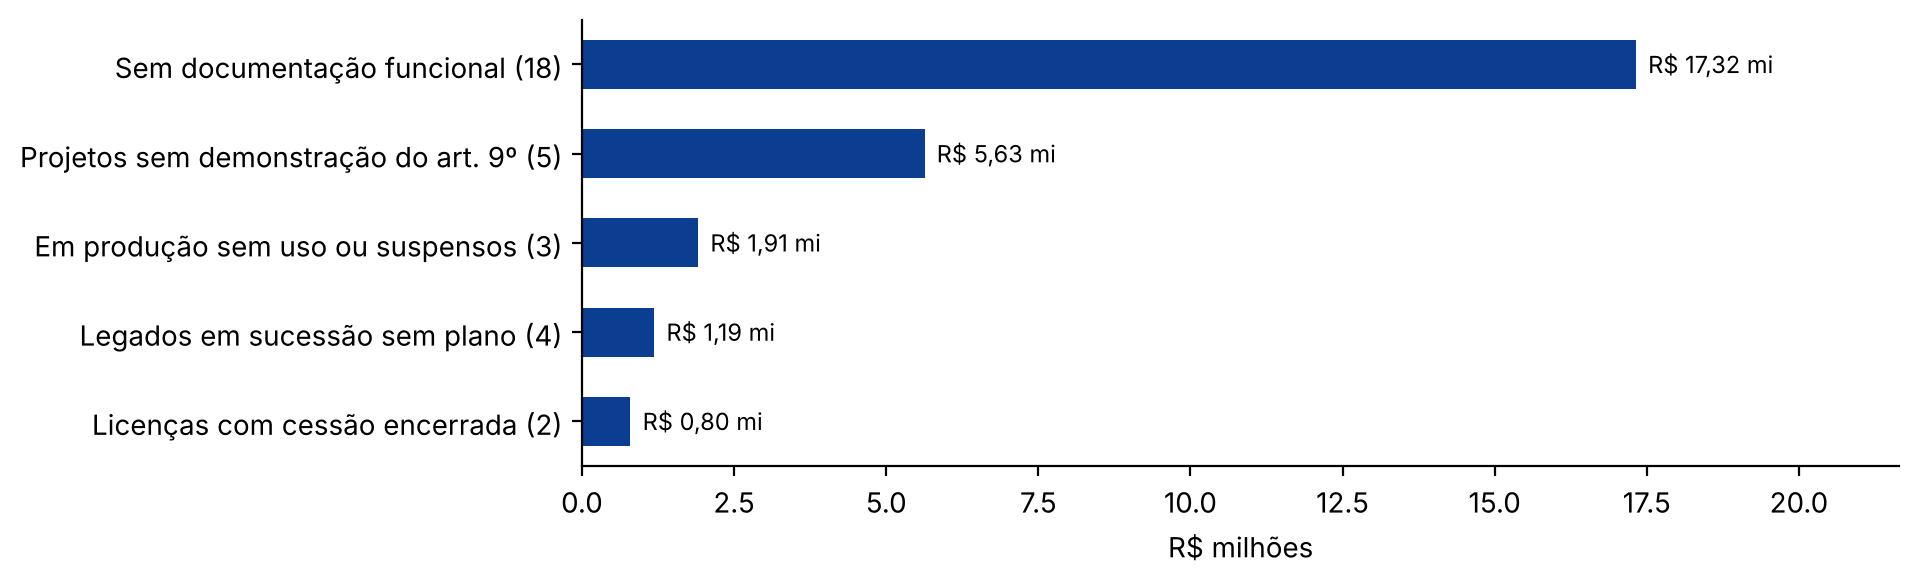 Sem documentação funcional (18)
R$ 17,32 mi
Projetos sem demonstração do art. 9º (5)
R$ 5,63 mi
Em produção sem uso ou suspensos (3)
R$ 1,91 mi
Legados em sucessão sem plano (4)
R$ 1,19 mi
Licenças com cessão encerrada (2)
R$ 0,80 mi
0.0 2.5 5.0 7.5 10.0 12.5 15.0 17.5 20.0
R$ milhões